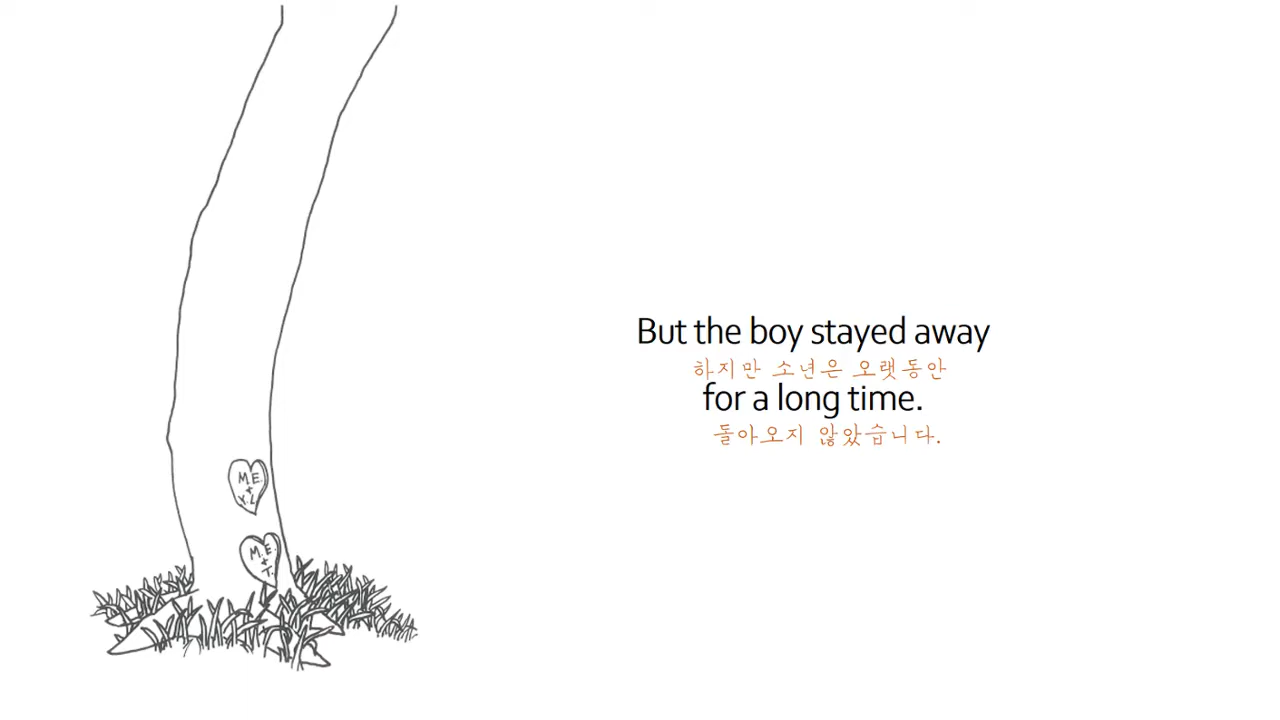 But the boy stayed away
하지만 소년은 오랫동안
for a long time.
돌아오지 않았습니다.
M.E.
+
Y.L.
M.E.
+
T.